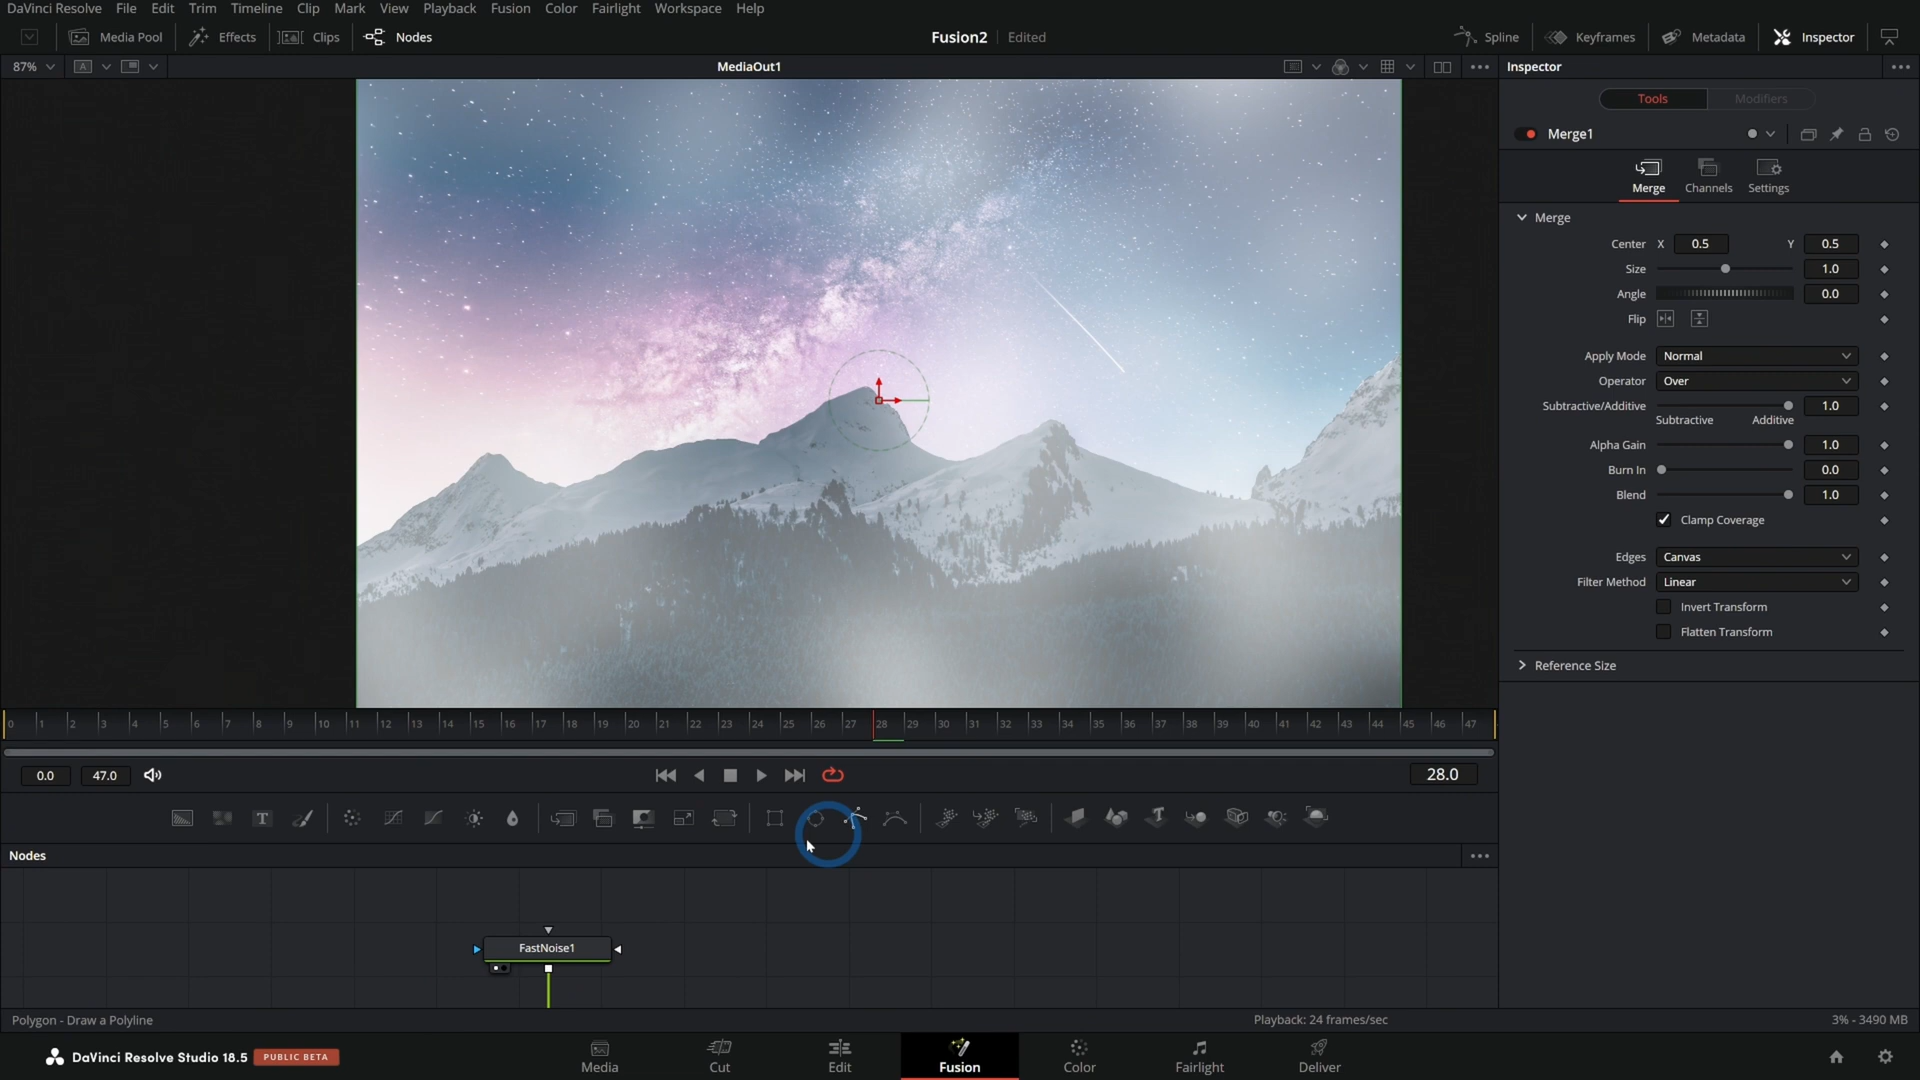 DaVinci Resolve File Edit Trim Timeline Clip Mark View Playback Fusion Color Fairlight Workspace Help
Media Pool Effects Clips Nodes Fusion2 Edited Spline Keyframes Metadata Inspector
87% A MediaOut1 Inspector
Tools Modifiers
Merge1
Merge Channels Settings
Merge
Center X 0.5 Y 0.5
Size 1.0
Angle 0.0
Flip
Apply Mode Normal
Operator Over
Subtractive/Additive 1.0
Subtractive Additive
Alpha Gain 1.0
Burn In 0.0
Blend 1.0
Clamp Coverage
Edges Canvas
Filter Method Linear
Invert Transform
Flatten Transform
Reference Size
0 1 2 3 4 5 6 7 8 9 10 11 12 13 14 15 16 17 18 19 20 21 22 23 24 25 26 27 28 29 30 31 32 33 34 35 36 37 38 39 40 41 42 43 44 45 46 47
0.0 47.0 28.0
T T
Nodes
FastNoise1
Polygon - Draw a Polyline Playback: 24 frames/sec 3% - 3490 MB
DaVinci Resolve Studio 18.5 PUBLIC BETA Media Cut Edit Fusion Color Fairlight Deliver